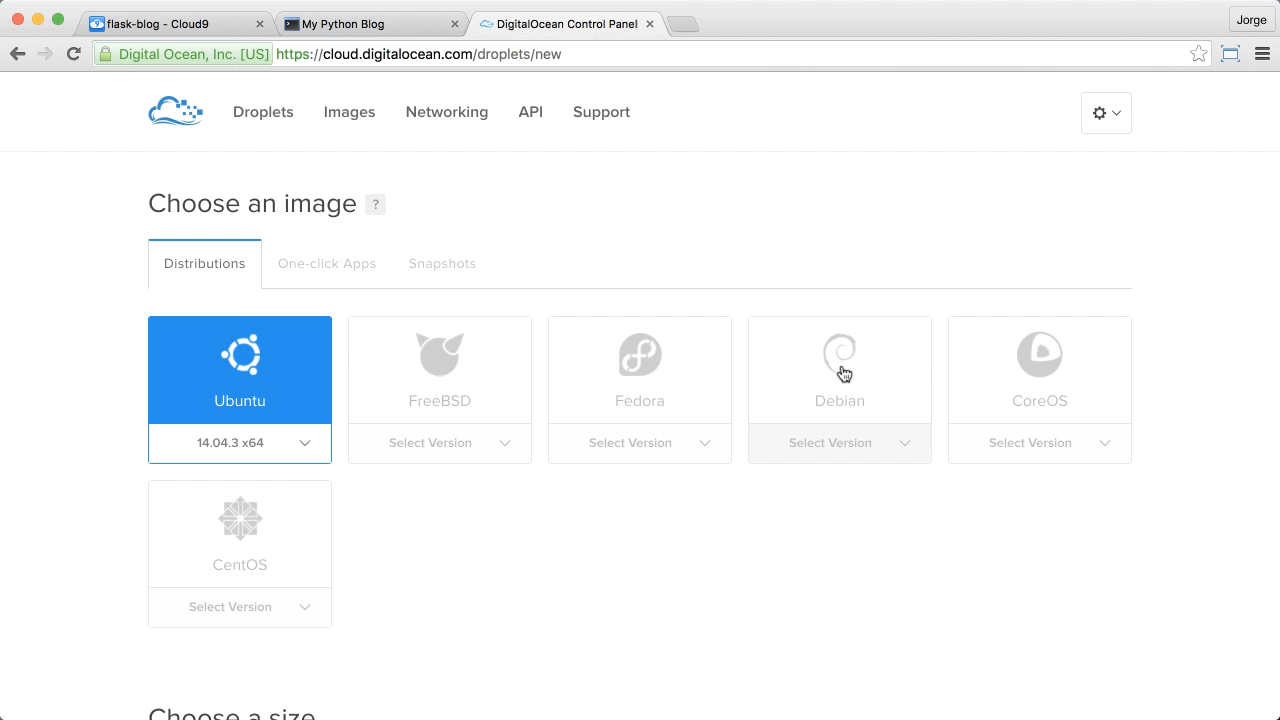 flask-blog - Cloud9
My Python Blog
DigitalOcean Control Panel
Jorge
Digital Ocean, Inc. [US] https://cloud.digitalocean.com/droplets/new
Droplets Images Networking API Support
Choose an image ?
Distributions One-click Apps Snapshots
Ubuntu FreeBSD Fedora Debian CoreOS
14.04.3 x64 Select Version Select Version Select Version Select Version
CentOS
Select Version
Choose a size